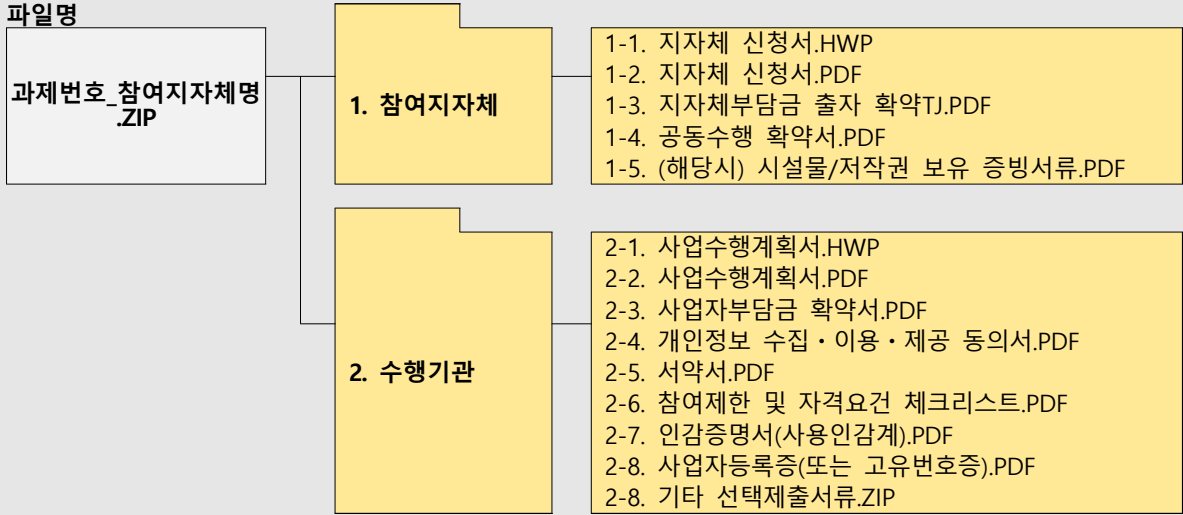 파일명
과제번호_참여지자체명
.ZIP
1. 참여지자체
1-1. 지자체 신청서.HWP
1-2. 지자체 신청서.PDF
1-3. 지자체부담금 출자 확약TJ.PDF
1-4. 공동수행 확약서.PDF
1-5. (해당시) 시설물/저작권 보유 증빙서류.PDF
2. 수행기관
2-1. 사업수행계획서.HWP
2-2. 사업수행계획서.PDF
2-3. 사업자부담금 확약서.PDF
2-4. 개인정보 수집・이용・제공 동의서.PDF
2-5. 서약서.PDF
2-6. 참여제한 및 자격요건 체크리스트.PDF
2-7. 인감증명서(사용인감계).PDF
2-8. 사업자등록증(또는 고유번호증).PDF
2-8. 기타 선택제출서류.ZIP